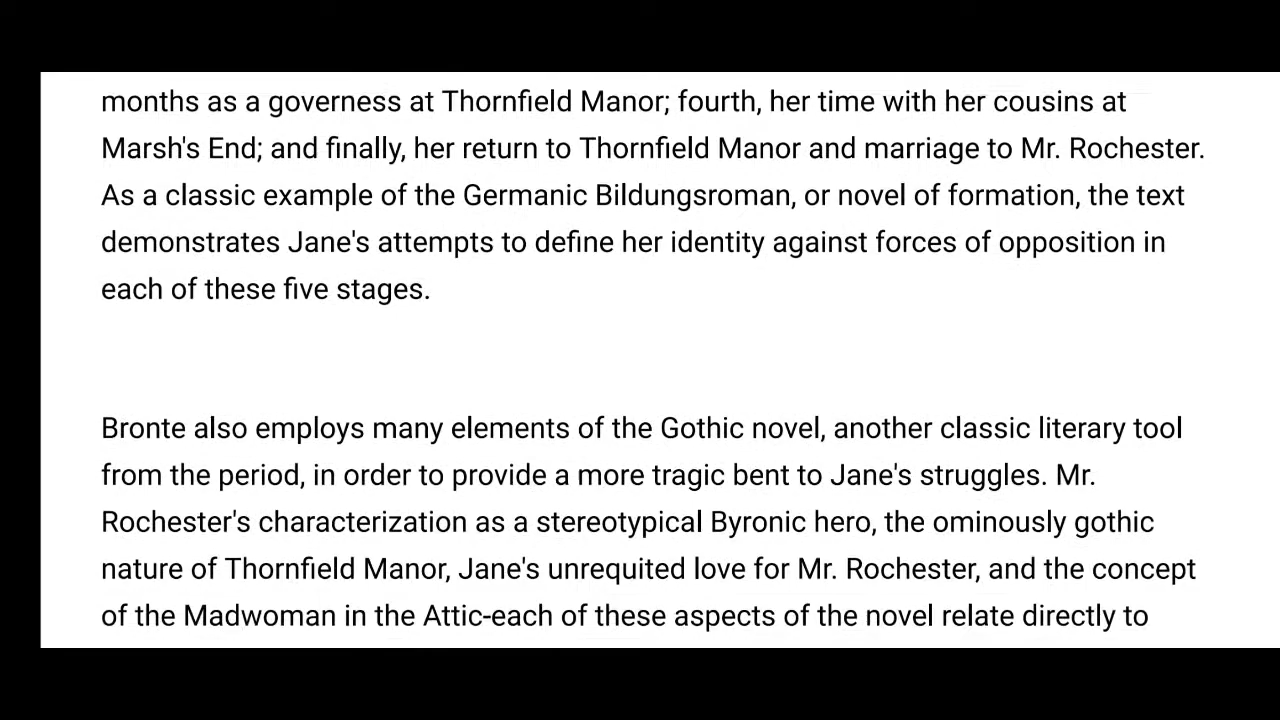 months as a governess at Thornfield Manor; fourth, her time with her cousins at
Marsh's End; and finally, her return to Thornfield Manor and marriage to Mr. Rochester.
As a classic example of the Germanic Bildungsroman, or novel of formation, the text
demonstrates Jane's attempts to define her identity against forces of opposition in
each of these five stages.
Bronte also employs many elements of the Gothic novel, another classic literary tool
from the period, in order to provide a more tragic bent to Jane's struggles. Mr.
Rochester's characterization as a stereotypical Byronic hero, the ominously gothic
nature of Thornfield Manor, Jane's unrequited love for Mr. Rochester, and the concept
of the Madwoman in the Attic-each of these aspects of the novel relate directly to